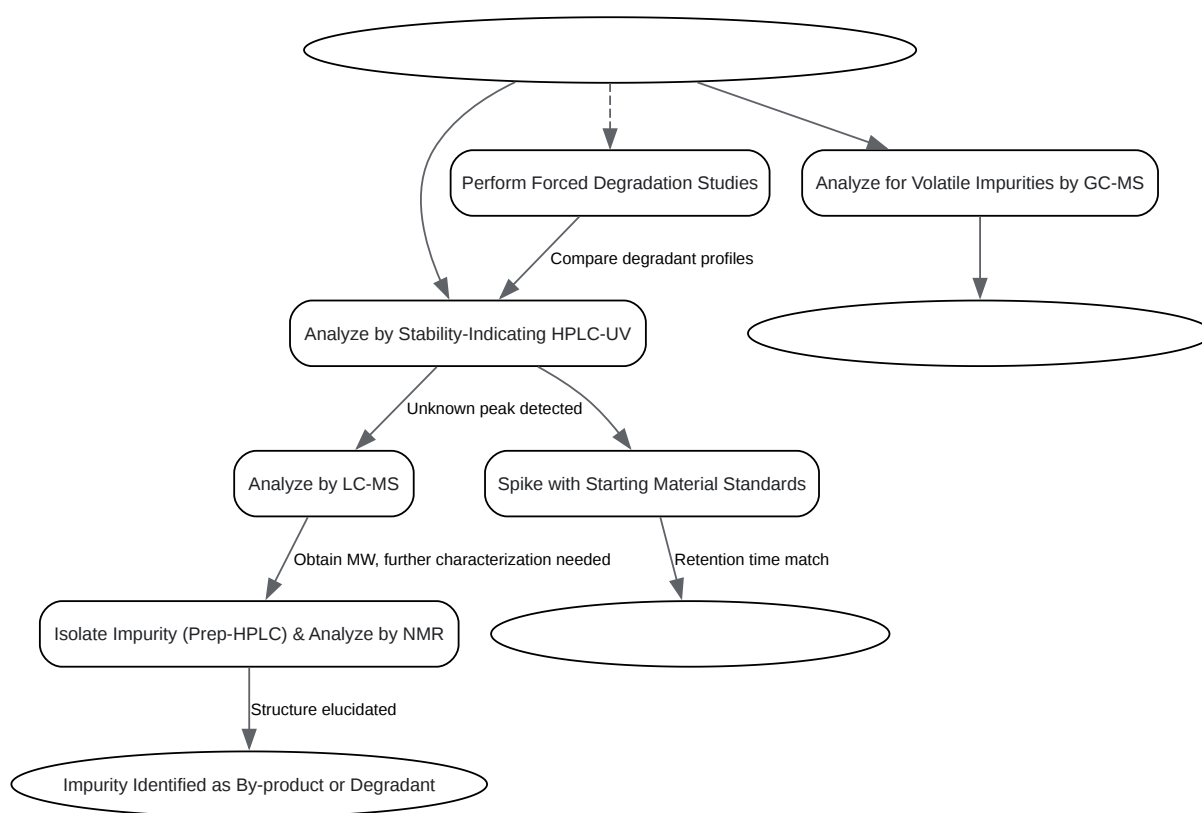 Perform Forced Degradation Studies
Analyze for Volatile Impurities by GC-MS
Compare degradant profiles
Analyze by Stability-Indicating HPLC-UV
Unknown peak detected
Analyze by LC-MS
Spike with Starting Material Standards
Obtain MW, further characterization needed
Retention time match
Isolate Impurity (Prep-HPLC) & Analyze by NMR
Structure elucidated
Impurity Identified as By-product or Degradant